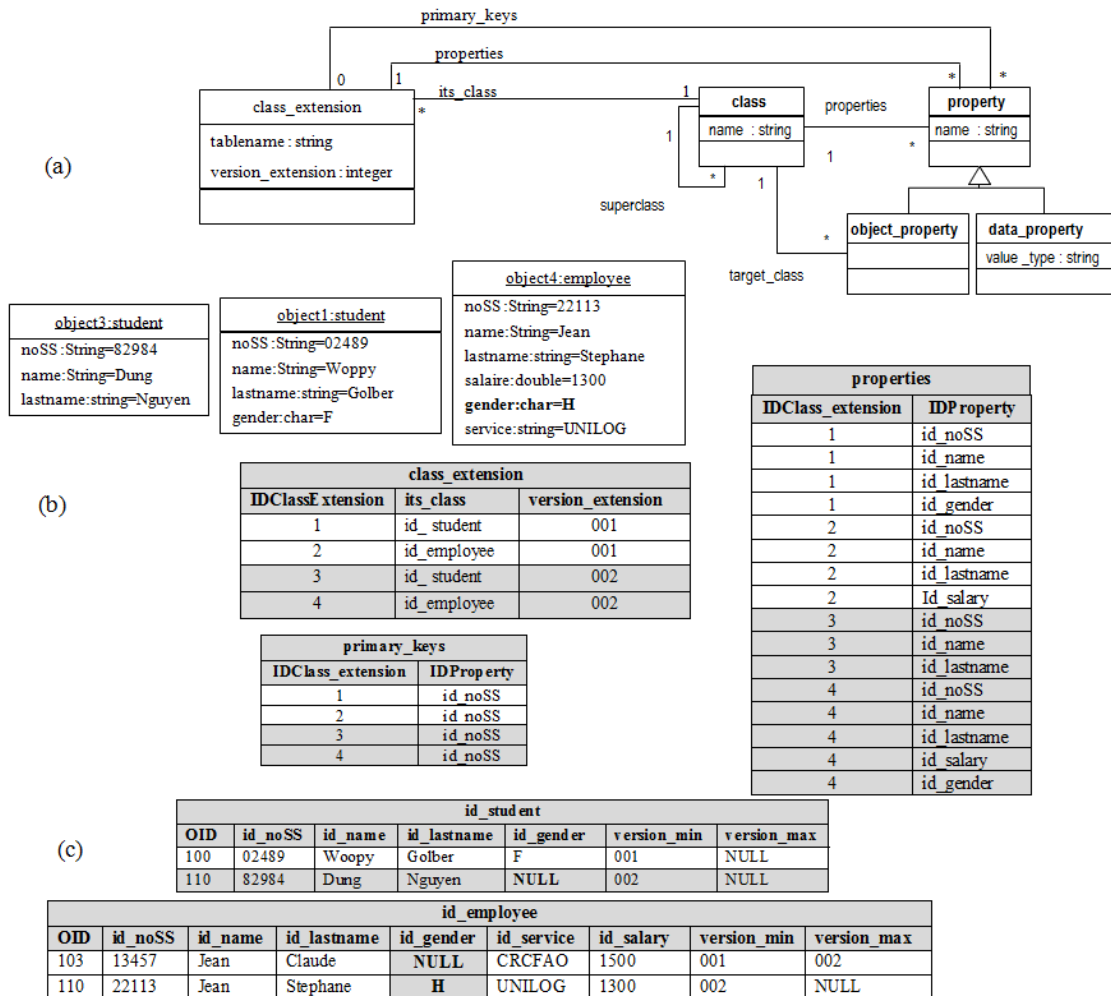 primary_keys
properties
0
1
*
*
its_class
*
1
class_extension
tablename : string
version_extension : integer
class
name : string
properties
1
*
property
name : string
1
*
superclass
1
*
target_class
object_property
data_property
value _type : string
(a)
object3:student
noSS :String=82984
name:String=Dung
lastname:string=Nguyen
object1:student
noSS :String=02489
name:String=Woppy
lastname:string=Golber
gender:char=F
object4:employee
noSS :String=22113
name:String=Jean
lastname:string=Stephane
salaire:double=1300
gender:char=H
service:string=UNILOG
(b)
class_extension
IDClassExtension its_class version_extension
1 id_ student 001
2 id_employee 001
3 id_ student 002
4 id_employee 002
primary_keys
IDClass_extension IDProperty
1 id_noSS
2 id_noSS
3 id_noSS
4 id_noSS
properties
IDClass_extension IDProperty
1 id_noSS
1 id_name
1 id_lastname
1 id_gender
2 id_noSS
2 id_name
2 id_lastname
2 Id_salary
3 id_noSS
3 id_name
3 id_lastname
4 id_noSS
4 id_name
4 id_lastname
4 id_salary
4 id_gender
(c)
id_student
OID id_noSS id_name id_lastname id_gender version_min version_max
100 02489 Woopy Golber F 001 NULL
110 82984 Dung Nguyen NULL 002 NULL
id_employee
OID id_noSS id_name id_lastname id_gender id_service id_salary version_min version_max
103 13457 Jean Claude NULL CRCFAO 1500 001 002
110 22113 Jean Stephane H UNILOG 1300 002 NULL